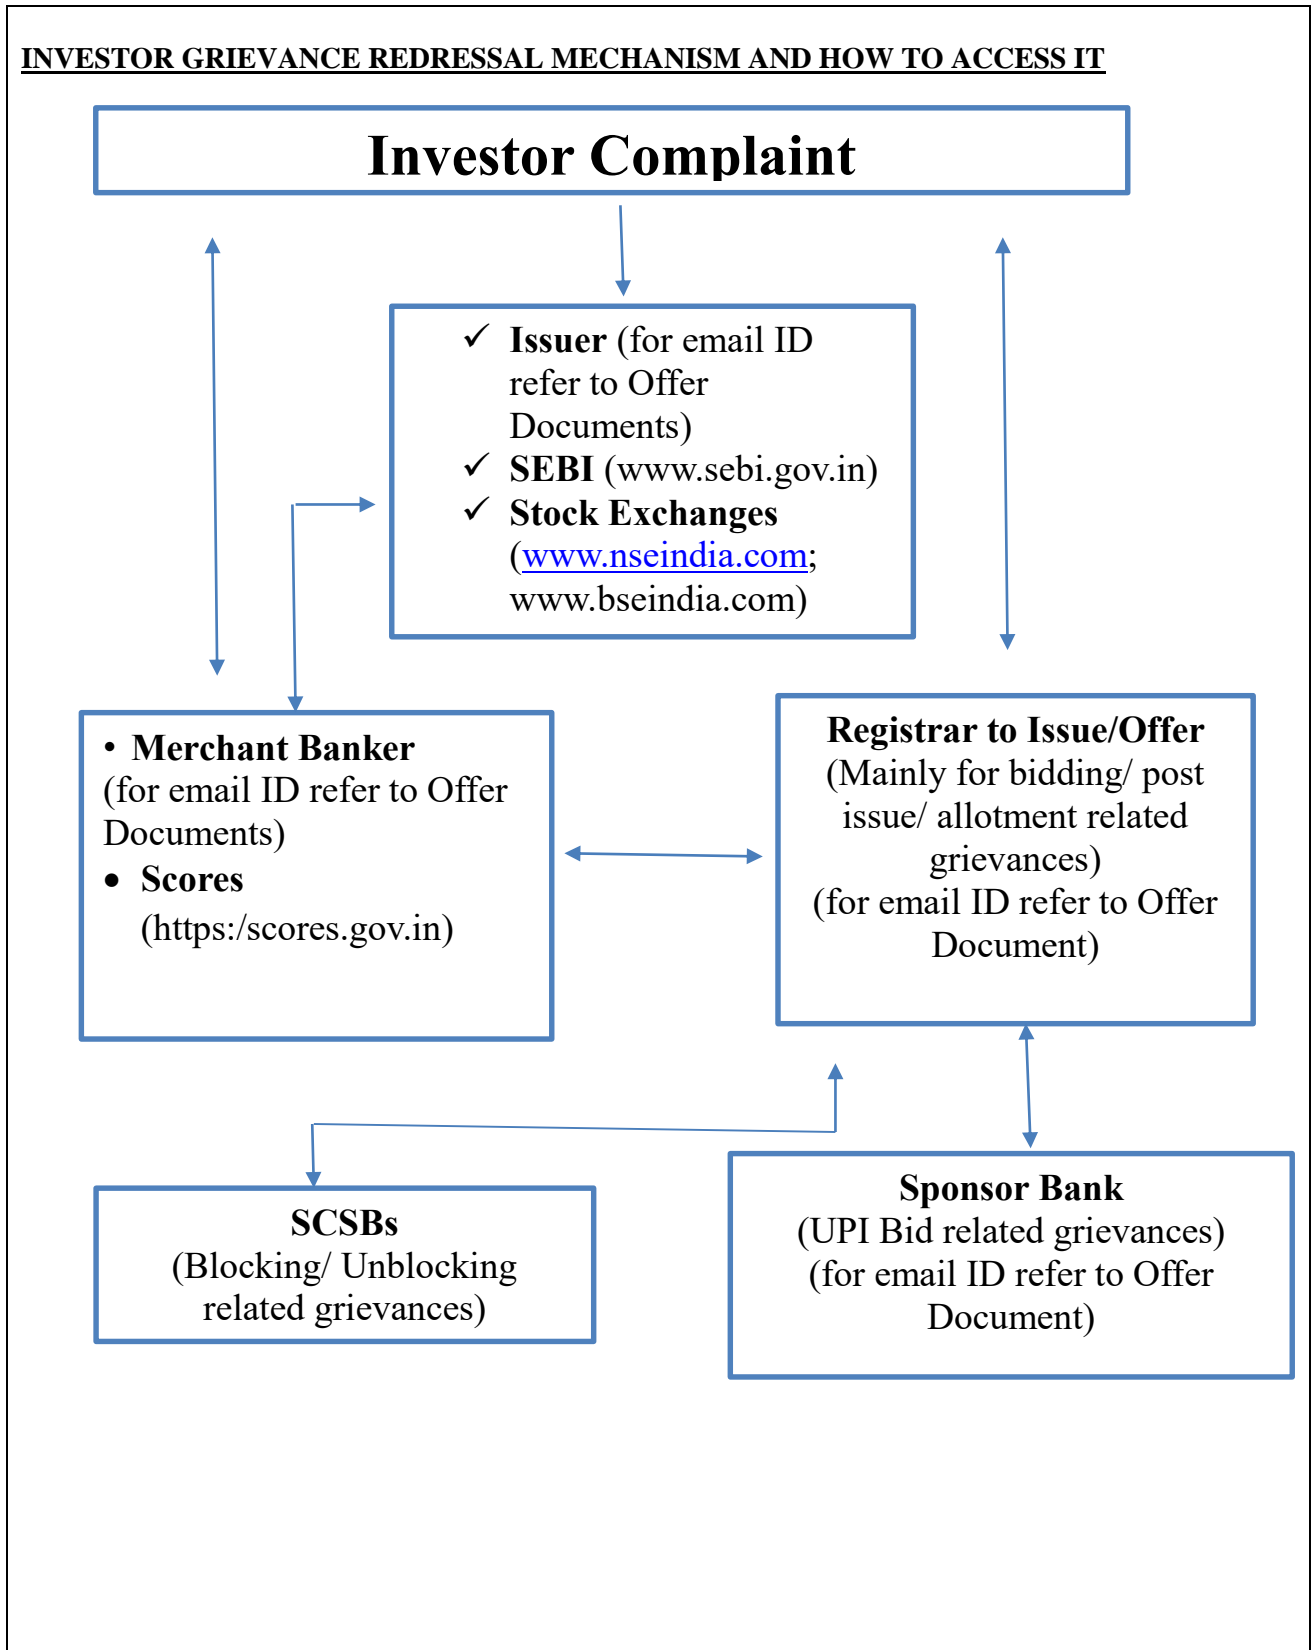 INVESTOR GRIEVANCE REDRESSAL MECHANISM AND HOW TO ACCESS IT
Investor Complaint
✓ Issuer (for email ID
refer to Offer
Documents)
✓ SEBI (www.sebi.gov.in)
✓ Stock Exchanges
(www.nseindia.com;
www.bseindia.com)
• Merchant Banker
(for email ID refer to Offer
Documents)
• Scores
(https:/scores.gov.in)
Registrar to Issue/Offer
(Mainly for bidding/ post
issue/ allotment related
grievances)
(for email ID refer to Offer
Document)
SCSBs
(Blocking/ Unblocking
related grievances)
Sponsor Bank
(UPI Bid related grievances)
(for email ID refer to Offer
Document)